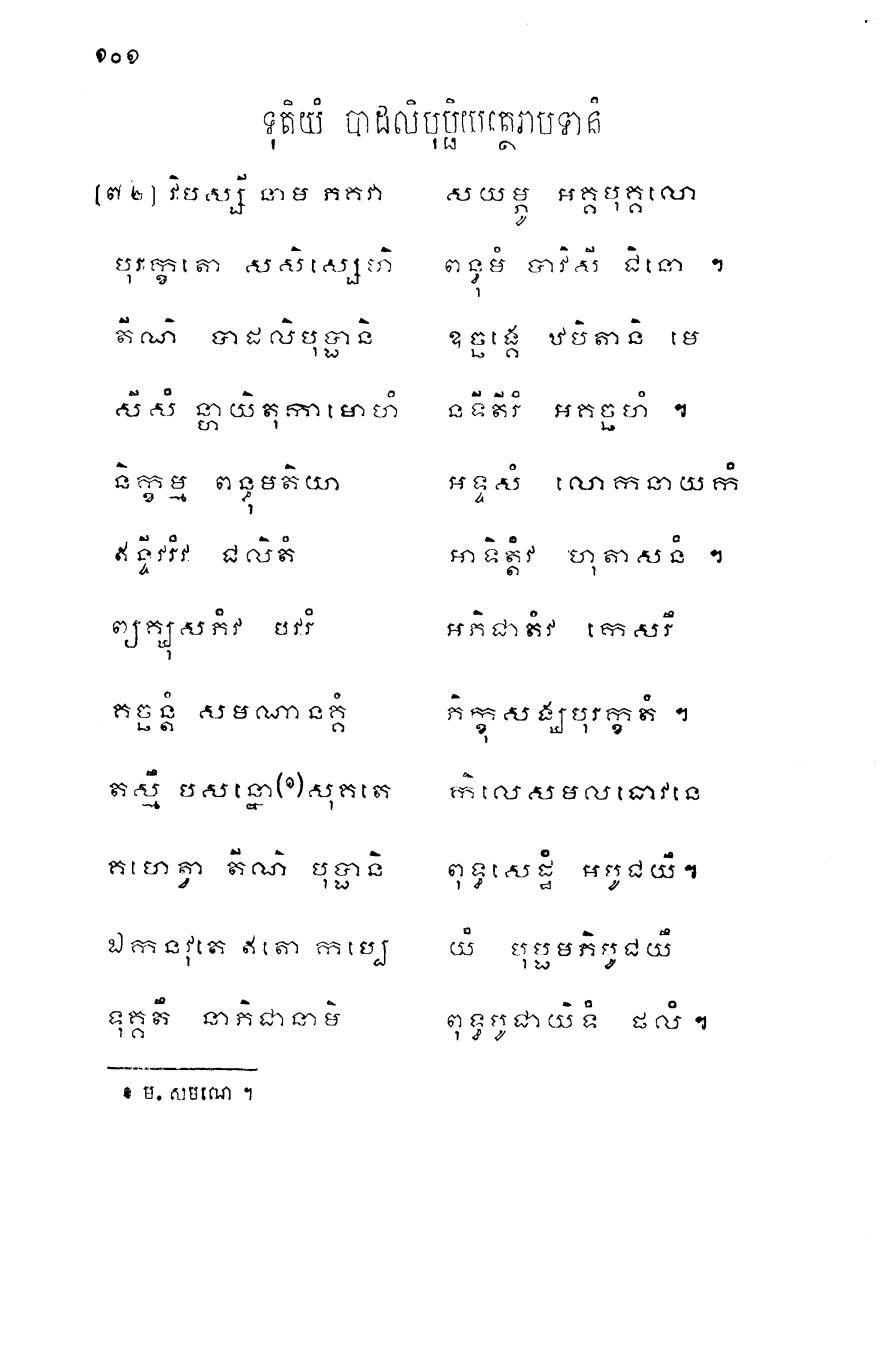 ១០១
ទុតិយំ បាដលិបុប្ផិយត្ថេរាបទានំ
[៧២] វិបស្សី នាម ភគវា សយម្ភូ អគ្គបុគ្គលោ
បុរក្ខតោ សសិស្សេហិ ពន្ធុមំ បាវិសី ជិនោ ។
តីណិ បាដលិបុប្ផានិ ឧច្ឆង្គេ ឋបិតានិ មេ
សីសំ ន្ហាយិតុកាមោហំ នទីតីរំ អគច្ឆហំ ។
និក្ខម្ម ពន្ធុមតិយា អទ្ទសំ លោកនាយកំ
ឥន្ទីវរំវ ជលិតំ អាទិត្តំវ ហុតាសនំ ។
ព្យគ្ឃុសភំវ បវរំ អភិជាតំវ កេសរឹ
គច្ឆន្តំ សមណានគ្គំ ភិក្ខុសង្ឃបុរក្ខតំ ។
តស្មឹ បសន្នោ(១)សុគតេ កិលេសមលធោវនេ
គហេត្វា តីណិ បុប្ផានិ ពុទ្ធសេដ្ឋំ អបូជយឹ។
ឯកនវុតេ ឥតោ កប្បេ យំ បុប្ផមភិបូជយឹ
ទុគ្គតឹ នាភិជានាមិ ពុទ្ធបូជាយិទំ ផលំ ។
១ ម. សមណេ ។